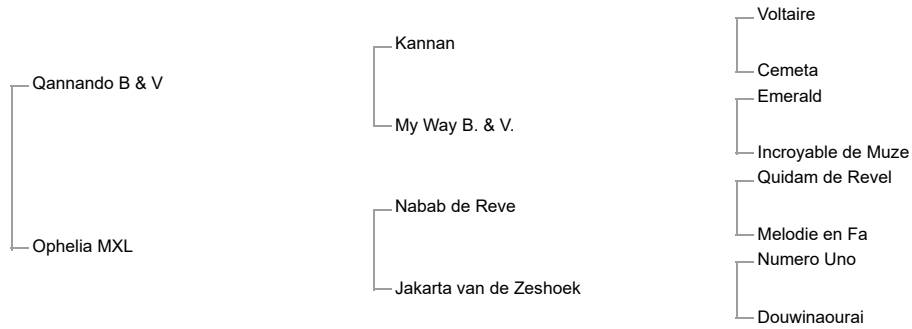 Voltaire
Kannan
Qannando B & V
Cemeta
Emerald
My Way B. & V.
Incroyable de Muze
Quidam de Revel
Nabab de Reve
Ophelia MXL
Melodie en Fa
Numero Uno
Jakarta van de Zeshoek
Douwinaourai